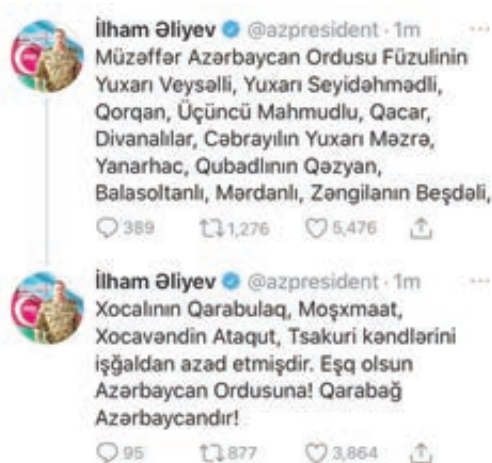 İlham Əliyev @azpresident · 1m
Müzəffər Azərbaycan Ordusu Füzulinin
Yuxarı Veysəlli, Yuxarı Seyidəhmədli,
Qorqan, Üçüncü Mahmudlu, Qacar,
Divanalılar, Cəbrayılın Yuxarı Məzrə,
Yanarhac, Qubadlının Qəzyan,
Balasoltanlı, Mərdanlı, Zəngilanın Beşdəli,
389 1,276 5,476
İlham Əliyev @azpresident · 1m
Xocalının Qarabulaq, Moşxmaat,
Xocavəndin Ataqut, Tsakuri kəndlərini
işğaldan azad etmişdir. Eşq olsun
Azərbaycan Ordusuna! Qarabağ
Azərbaycandır!
95 877 3,864